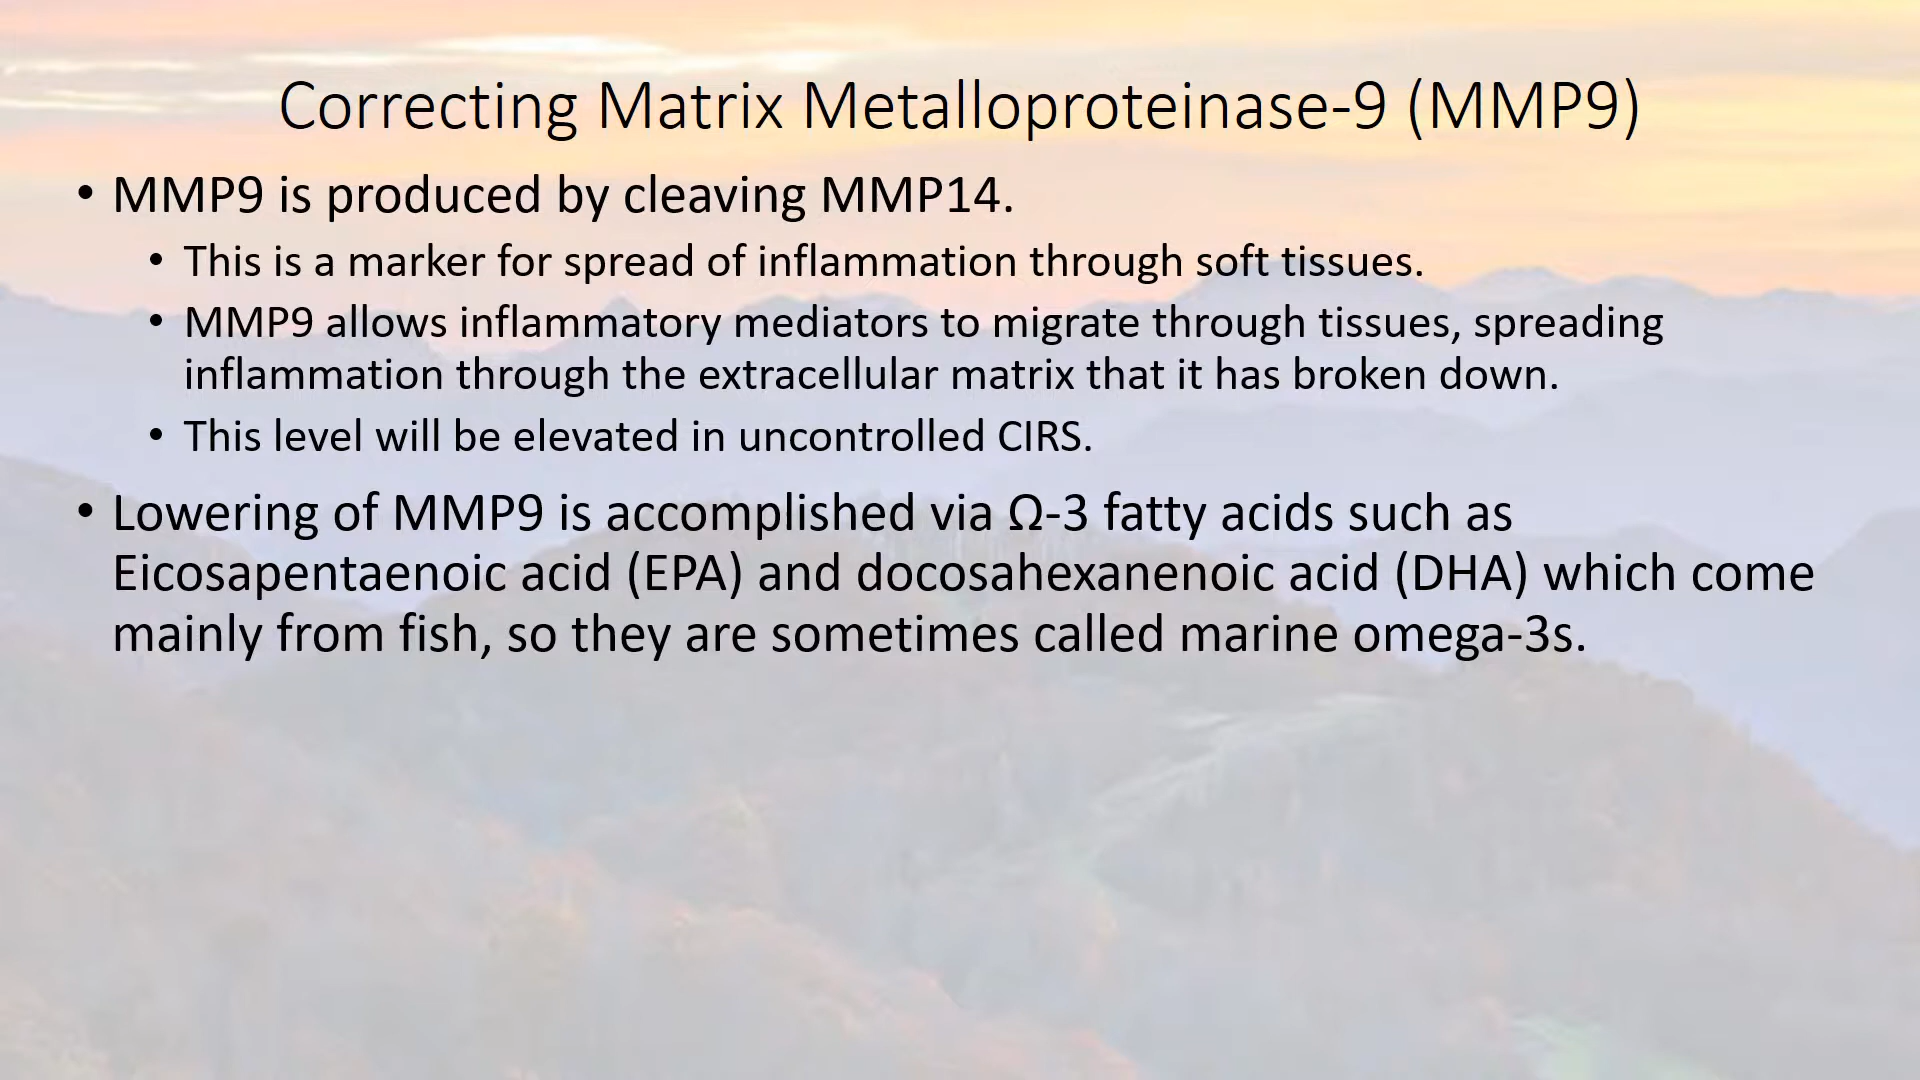 Correcting Matrix Metalloproteinase-9 (MMP9)
• MMP9 is produced by cleaving MMP14.
• This is a marker for spread of inflammation through soft tissues.
• MMP9 allows inflammatory mediators to migrate through tissues, spreading
inflammation through the extracellular matrix that it has broken down.
• This level will be elevated in uncontrolled CIRS.
• Lowering of MMP9 is accomplished via Ω-3 fatty acids such as
Eicosapentaenoic acid (EPA) and docosahexanenoic acid (DHA) which come
mainly from fish, so they are sometimes called marine omega-3s.